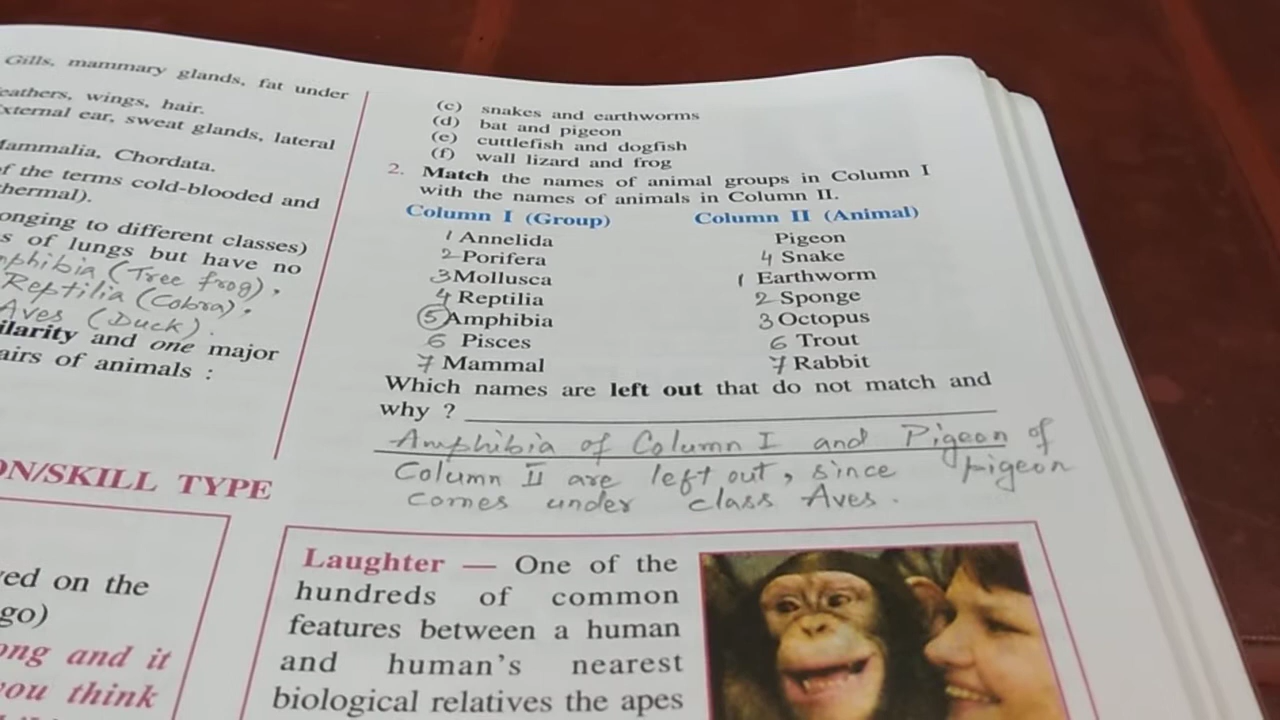 Gills, mammary glands, fat under
feathers, wings, hair.
External ear, sweat glands, lateral
Mammalia, Chordata.
of the terms cold-blooded and
thermal).
onging to different classes)
s of lungs but have no
mphibia (Tree frog),
Reptilia (Cobra),
Aves (Duck).
ilarity and one major
airs of animals :
ON/SKILL TYPE
ved on the
go)
ong and it
you think
(c) snakes and earthworms
(d) bat and pigeon
(e) cuttlefish and dogfish
(f) wall lizard and frog
2. Match the names of animal groups in Column I
with the names of animals in Column II.
Column I (Group) Column II (Animal)
1 Annelida Pigeon
2 Porifera 4 Snake
3 Mollusca 1 Earthworm
4 Reptilia 2 Sponge
5 Amphibia 3 Octopus
6 Pisces 6 Trout
7 Mammal 7 Rabbit
Which names are left out that do not match and
why ?
Amphibia of Column I and Pigeon of
Column II are left out, since pigeon
comes under class Aves.
Laughter — One of the
hundreds of common
features between a human
and human's nearest
biological relatives the apes